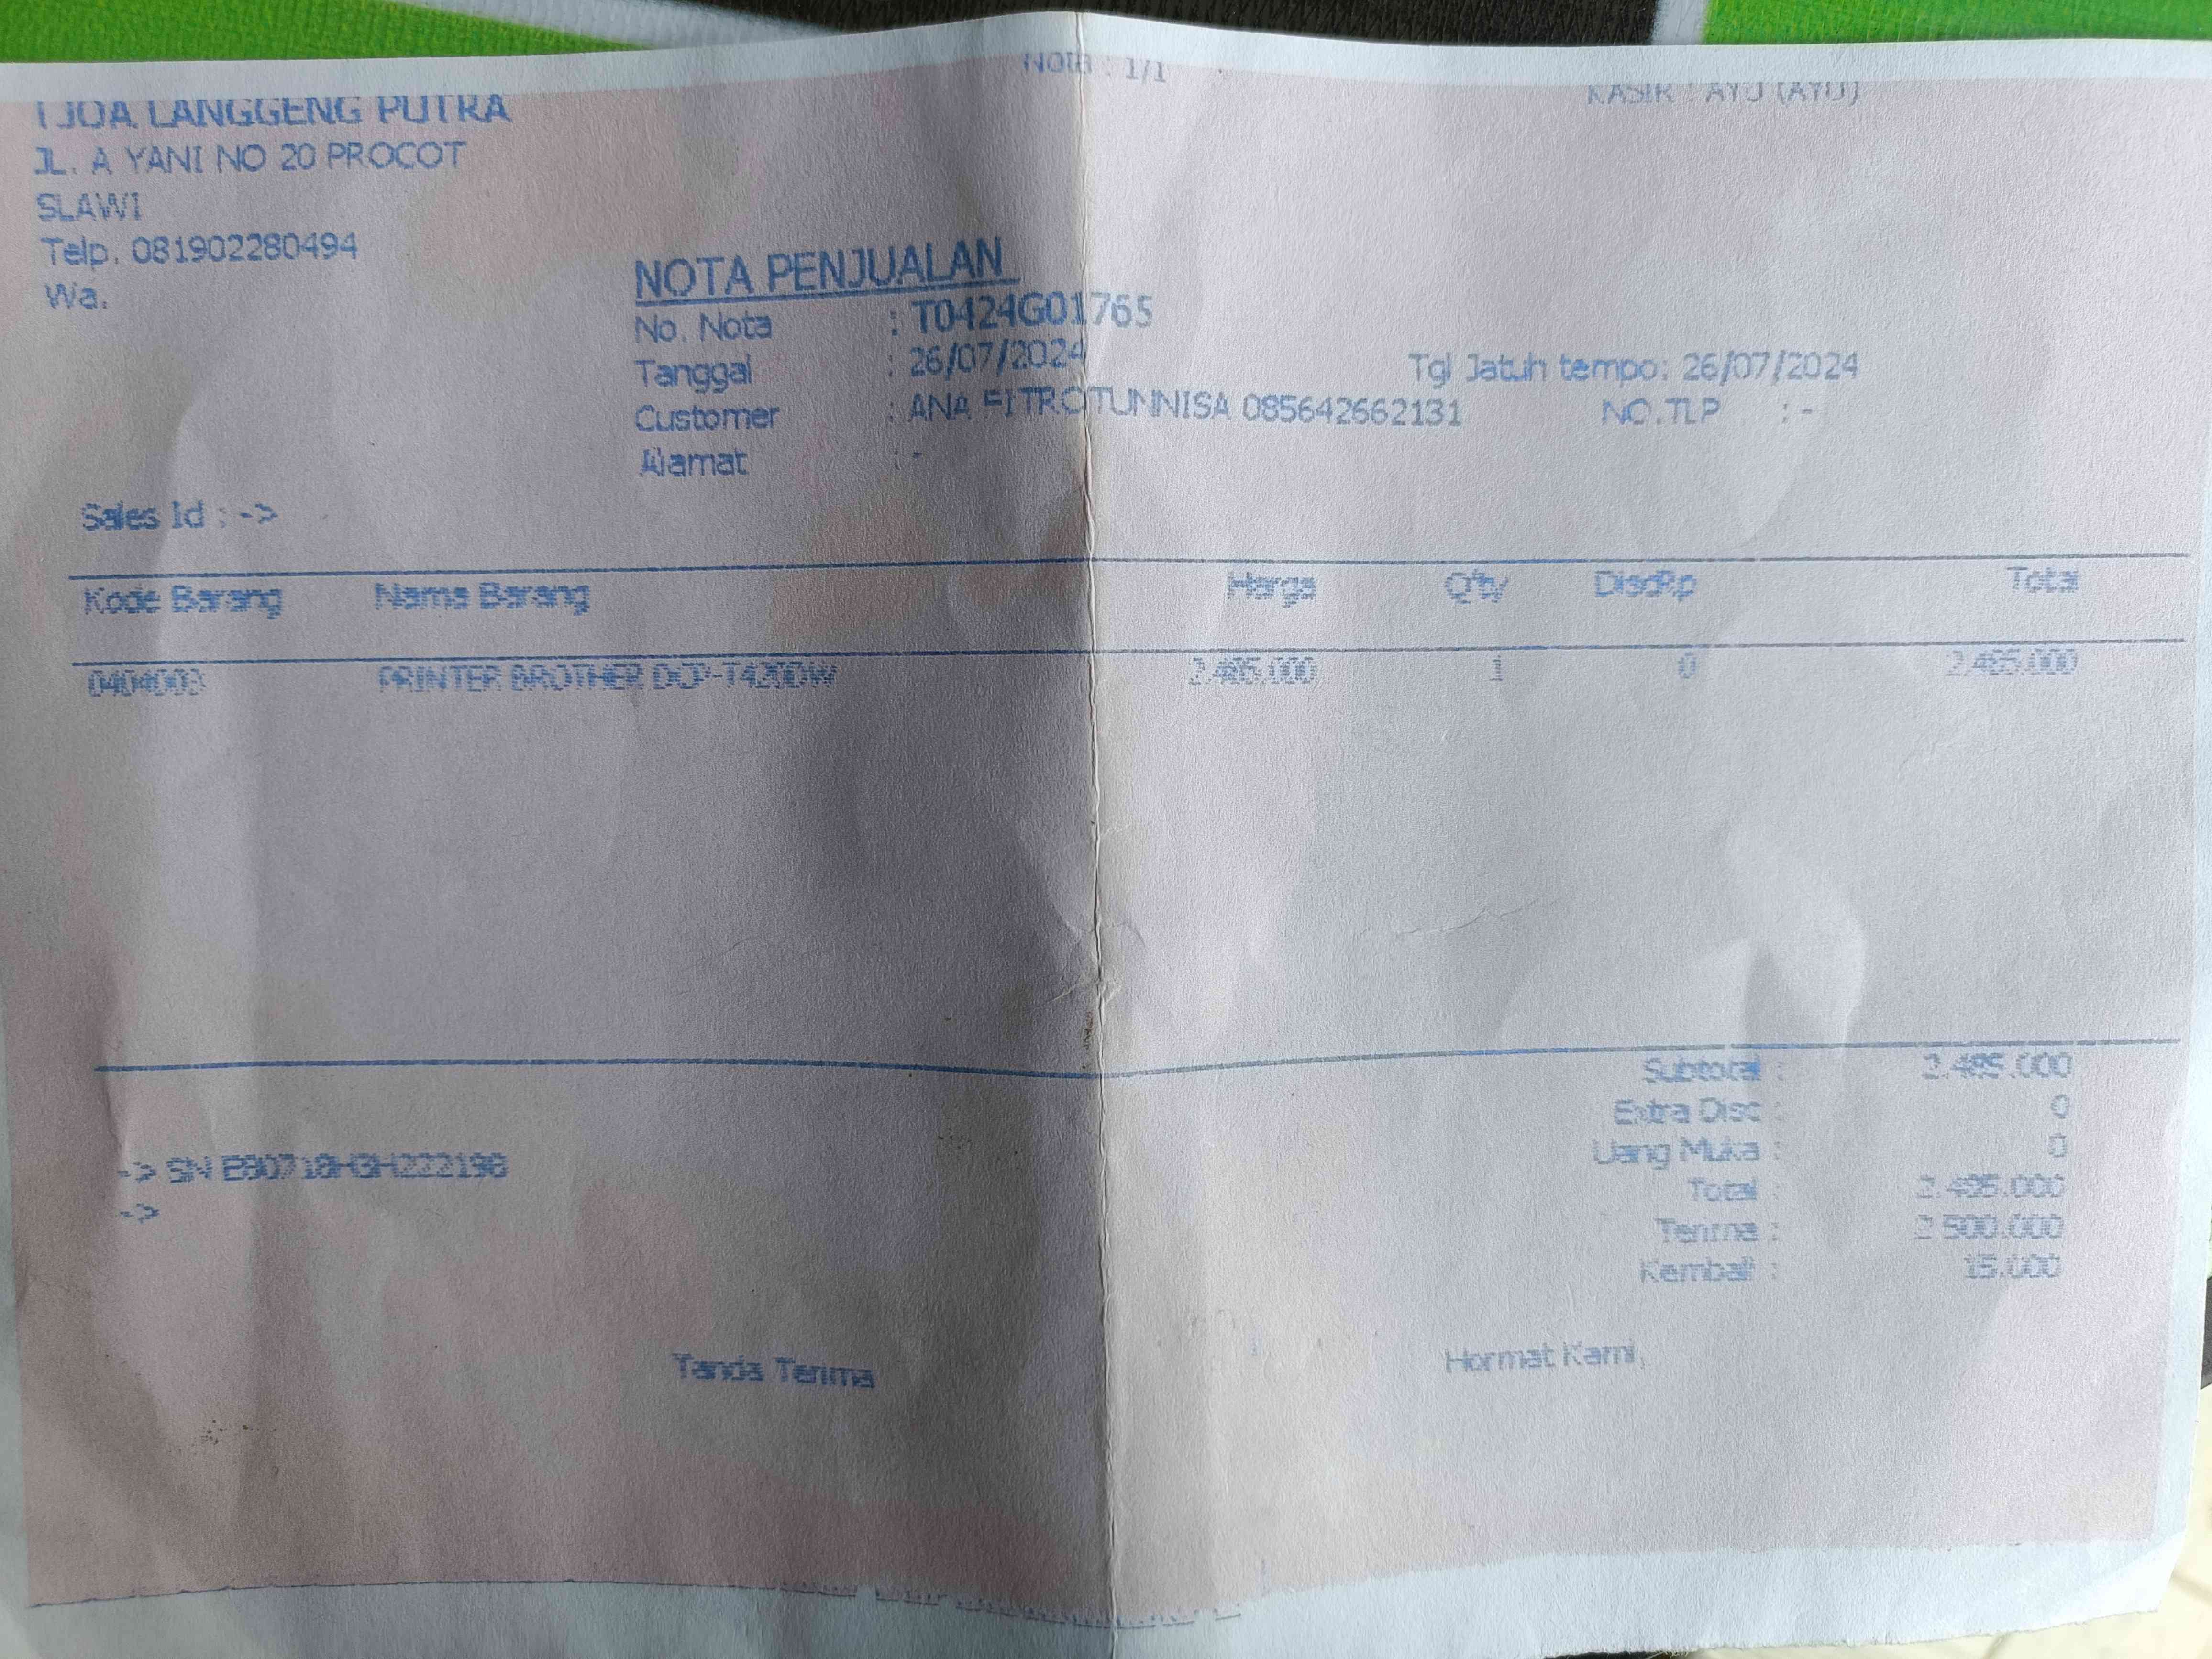 Nota : 1/1
KASIR : AYU (AYU)
TJOA LANGGENG PUTRA
JL. A YANI NO 20 PROCOT
SLAWI
Telp. 081902280494
Wa.
NOTA PENJUALAN
No. Nota : T0424G01765
Tanggal : 26/07/2024 Tgl Jatuh tempo: 26/07/2024
Customer : ANA FITROTUNNISA 085642662131 NO.TLP : -
Alamat : -
Sales Id : ->
Kode Barang Nama Barang Harga Q'ty DiscRp Total
0404003 PRINTER BROTHER DCP-T420DW 2.485.000 1 0 2.485.000
Subtotal : 2.485.000
Extra Disc : 0
Uang Muka : 0
Total : 2.485.000
Terima : 2.500.000
Kembali : 15.000
-> SN
->
Tanda Terima
Hormat Kami,